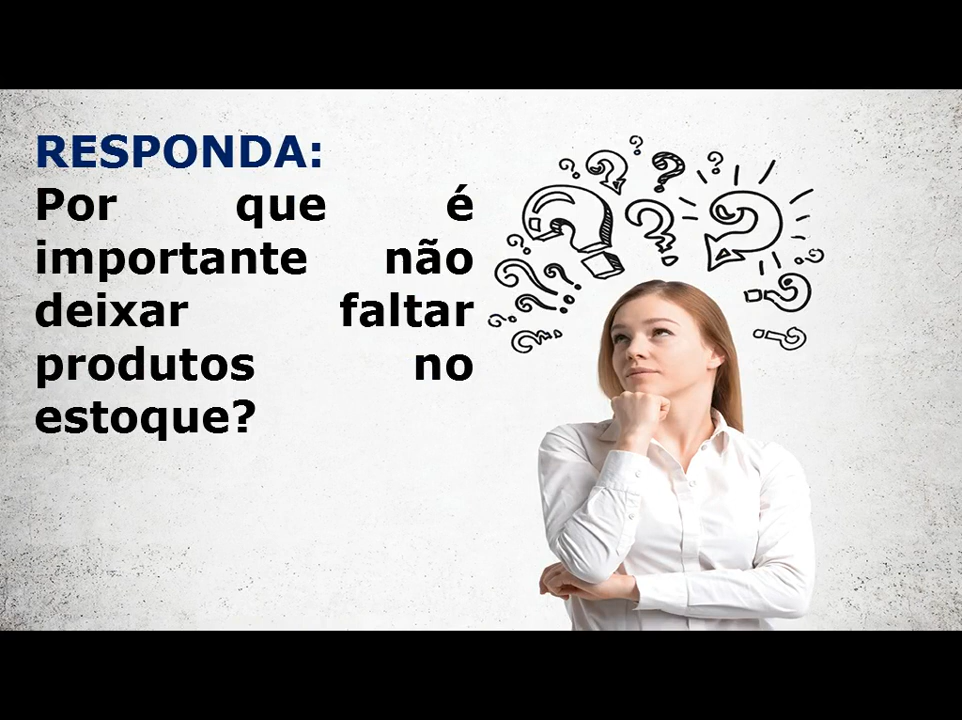 RESPONDA:
Por que é
importante não
deixar faltar
produtos no
estoque?